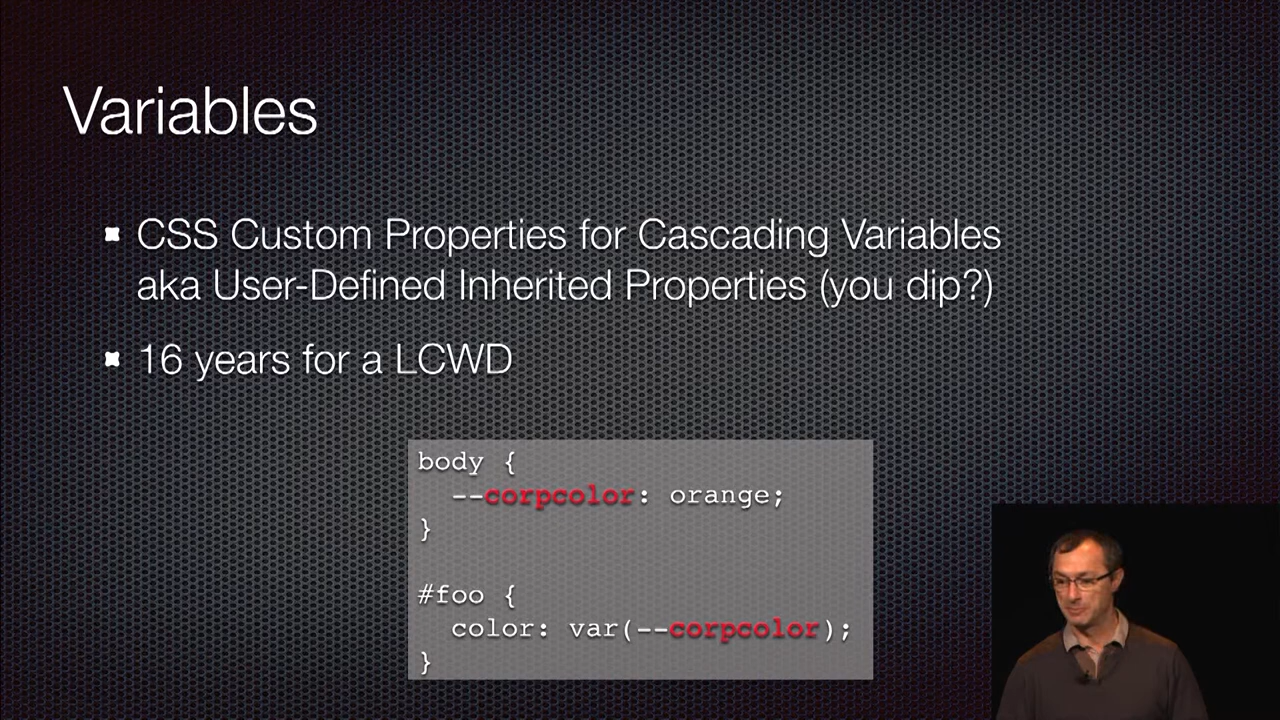 Variables
CSS Custom Properties for Cascading Variables
aka User-Defined Inherited Properties (you dip?)
16 years for a LCWD
body {
  --corpcolor: orange;
}
#foo {
  color: var(--corpcolor);
}